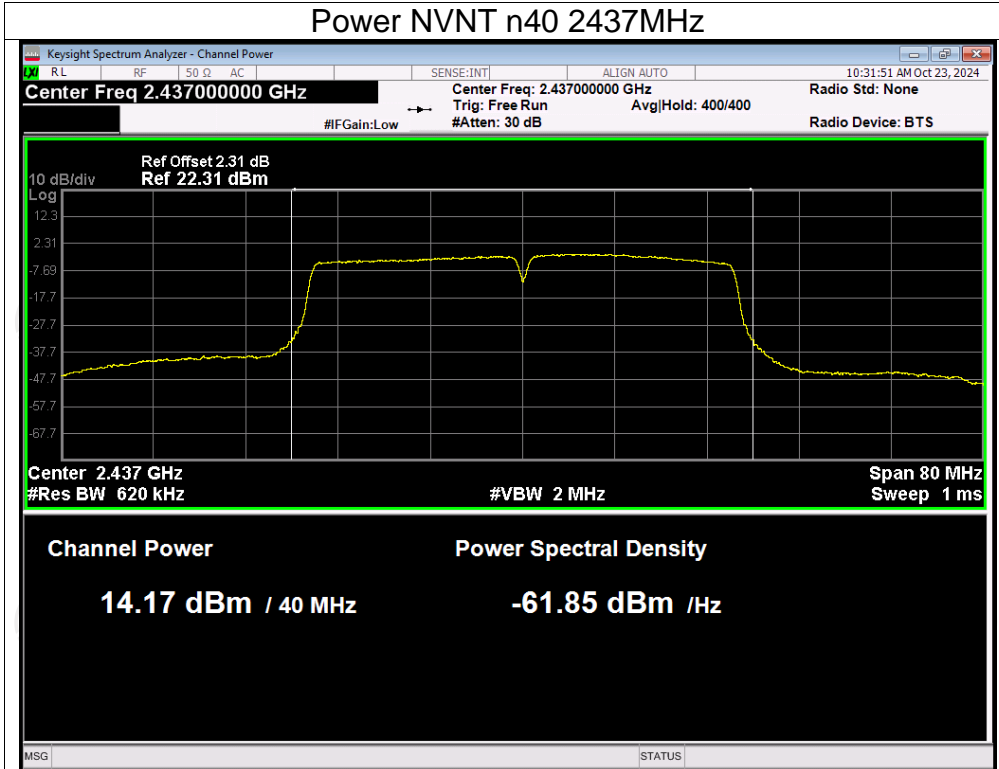 Power NVNT n40 2437MHz
Keysight Spectrum Analyzer - Channel Power
LXI RL RF 50 Ω AC SENSE:INT ALIGN AUTO 10:31:51 AM Oct 23, 2024
Center Freq 2.437000000 GHz Center Freq: 2.437000000 GHz Radio Std: None
Trig: Free Run Avg|Hold: 400/400
#IFGain:Low #Atten: 30 dB Radio Device: BTS
Ref Offset 2.31 dB
10 dB/div Ref 22.31 dBm
Log
12.3
2.31
-7.69
-17.7
-27.7
-37.7
-47.7
-57.7
-67.7
Center 2.437 GHz Span 80 MHz
#Res BW 620 kHz #VBW 2 MHz Sweep 1 ms
Channel Power Power Spectral Density
14.17 dBm / 40 MHz -61.85 dBm /Hz
MSG STATUS